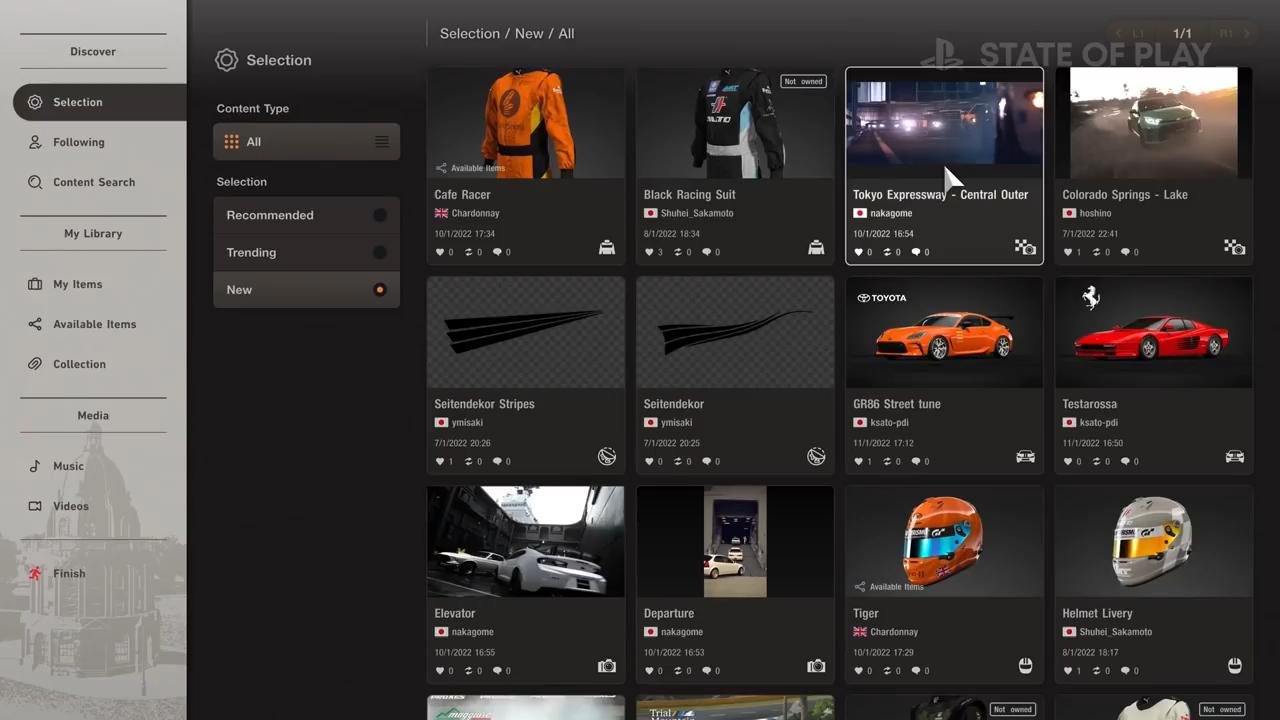 Discover
Selection
Following
Content Search
My Library
My Items
Available Items
Collection
Media
Music
Videos
Finish
Selection
Content Type
All
Selection
Recommended
Trending
New
Selection / New / All
L1 1/1 R1
STATE OF PLAY
Available Items
Cafe Racer
Chardonnay
10/1/2022 17:34
0 0 0
Not owned
Black Racing Suit
Shuhei_Sakamoto
8/1/2022 18:34
3 0 0
Tokyo Expressway - Central Outer
nakagome
10/1/2022 16:54
0 0 0
Colorado Springs - Lake
hoshino
7/1/2022 22:41
1 0 0
Seitendekor Stripes
ymisaki
7/1/2022 20:26
1 0 0
Seitendekor
ymisaki
7/1/2022 20:25
0 0 0
TOYOTA
GR86 Street tune
ksato-pdi
11/1/2022 17:12
1 0 0
Testarossa
ksato-pdi
11/1/2022 16:50
0 0 0
Elevator
nakagome
10/1/2022 16:55
0 0 0
Departure
nakagome
10/1/2022 16:53
0 0 0
Available Items
Tiger
Chardonnay
10/1/2022 17:29
0 0 0
Helmet Livery
Shuhei_Sakamoto
8/1/2022 18:17
1 0 0
Trial
Not owned
Not owned